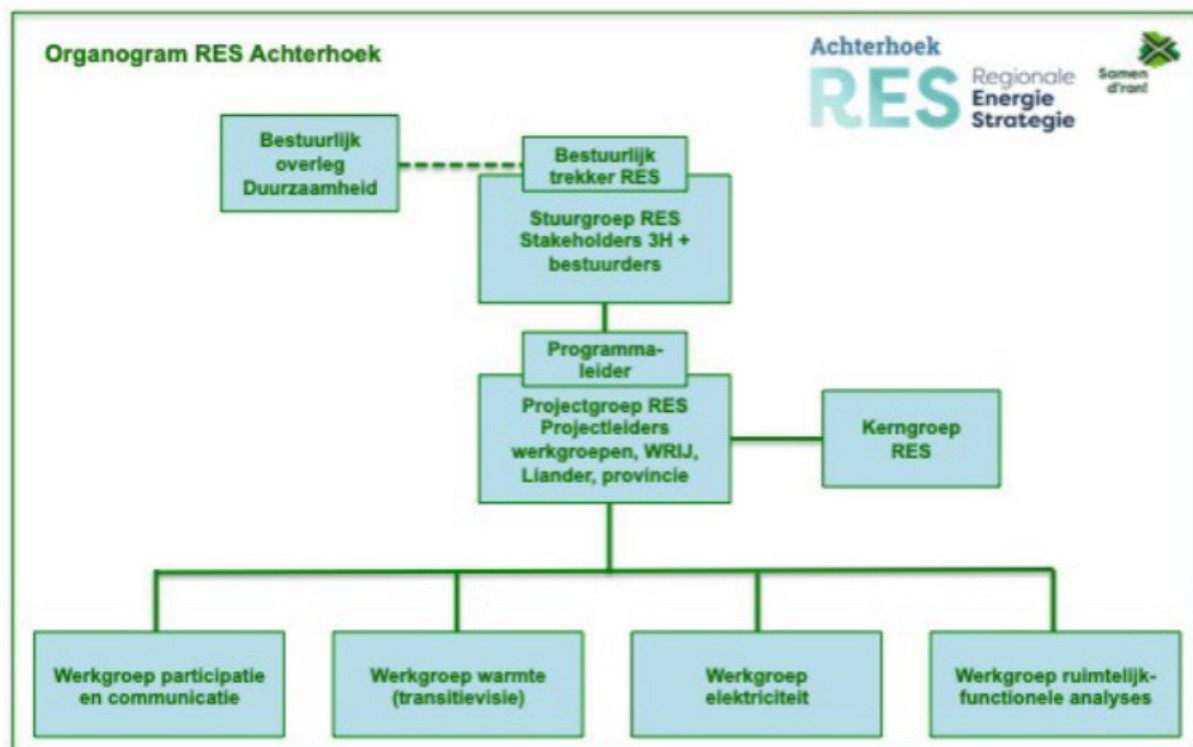 Organogram RES Achterhoek
Achterhoek
RES
Regionale
Energie
Strategie
Samen
d'ran!
Bestuurlijk
overleg
Duurzaamheid
Bestuurlijk
trekker RES
Stuurgroep RES
Stakeholders 3H +
bestuurders
Programma-
leider
Projectgroep RES
Projectleiders
werkgroepen, WRIJ,
Liander, provincie
Kerngroep
RES
Werkgroep participatie
en communicatie
Werkgroep warmte
(transitievisie)
Werkgroep
elektriciteit
Werkgroep ruimtelijk-
functionele analyses